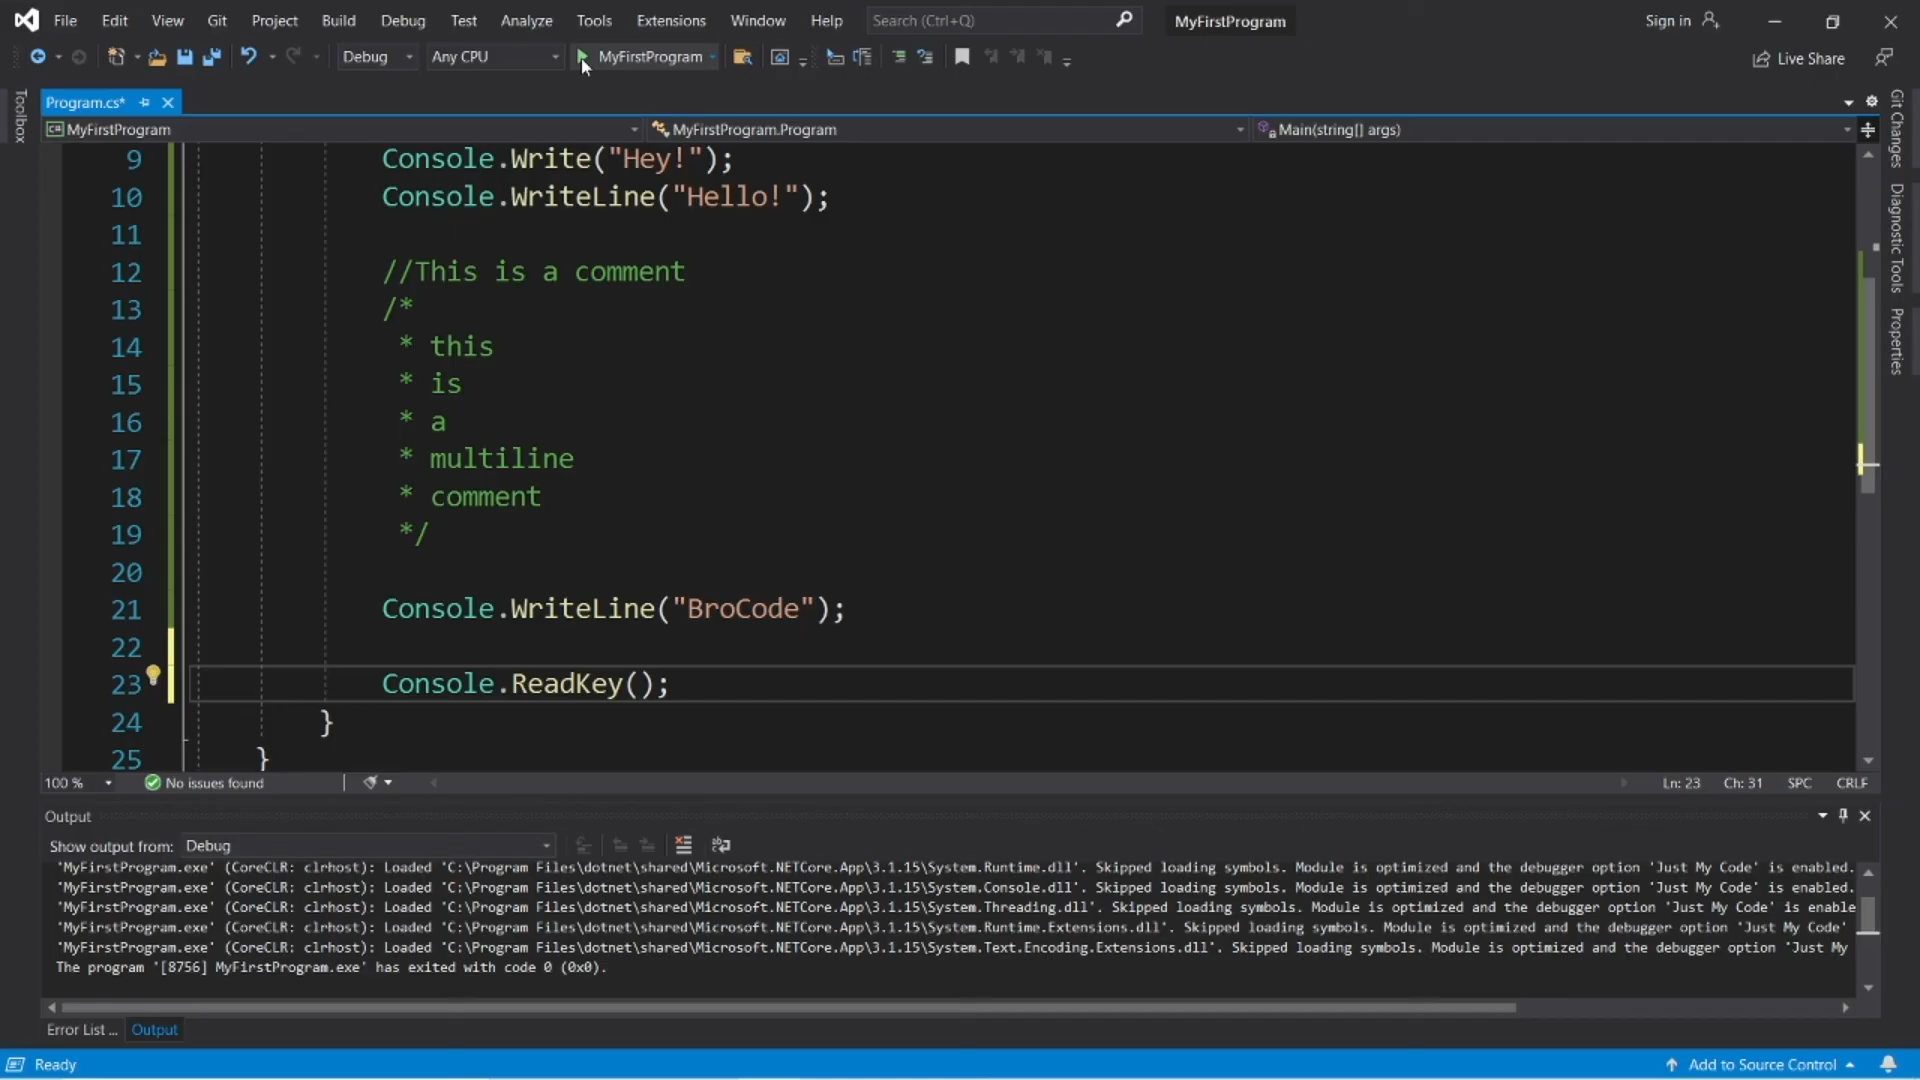 File Edit View Git Project Build Debug Test Analyze Tools Extensions Window Help Search (Ctrl+Q) MyFirstProgram Sign in
Debug Any CPU MyFirstProgram Live Share
Toolbox
Program.cs*
MyFirstProgram MyFirstProgram.Program Main(string[] args)
Git Changes
Diagnostic Tools
Properties
9 Console.Write("Hey!");
10 Console.WriteLine("Hello!");
11
12 //This is a comment
13 /*
14 * this
15 * is
16 * a
17 * multiline
18 * comment
19 */
20
21 Console.WriteLine("BroCode");
22
23 Console.ReadKey();
24 }
25 }
100 % No issues found Ln: 23 Ch: 31 SPC CRLF
Output
Show output from: Debug
'MyFirstProgram.exe' (CoreCLR: clrhost): Loaded 'C:\Program Files\dotnet\shared\Microsoft.NETCore.App\3.1.15\System.Runtime.dll'. Skipped loading symbols. Module is optimized and the debugger option 'Just My Code' is enabled.
'MyFirstProgram.exe' (CoreCLR: clrhost): Loaded 'C:\Program Files\dotnet\shared\Microsoft.NETCore.App\3.1.15\System.Console.dll'. Skipped loading symbols. Module is optimized and the debugger option 'Just My Code' is enabled.
'MyFirstProgram.exe' (CoreCLR: clrhost): Loaded 'C:\Program Files\dotnet\shared\Microsoft.NETCore.App\3.1.15\System.Threading.dll'. Skipped loading symbols. Module is optimized and the debugger option 'Just My Code' is enable
'MyFirstProgram.exe' (CoreCLR: clrhost): Loaded 'C:\Program Files\dotnet\shared\Microsoft.NETCore.App\3.1.15\System.Runtime.Extensions.dll'. Skipped loading symbols. Module is optimized and the debugger option 'Just My Code'
'MyFirstProgram.exe' (CoreCLR: clrhost): Loaded 'C:\Program Files\dotnet\shared\Microsoft.NETCore.App\3.1.15\System.Text.Encoding.Extensions.dll'. Skipped loading symbols. Module is optimized and the debugger option 'Just My
The program '[8756] MyFirstProgram.exe' has exited with code 0 (0x0).
Error List ... Output
Ready Add to Source Control